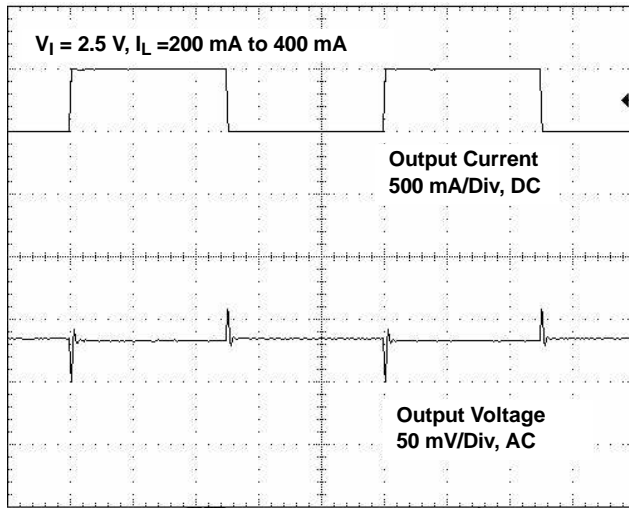 V_I = 2.5 V, I_L =200 mA to 400 mA
Output Current
500 mA/Div, DC
Output Voltage
50 mV/Div, AC